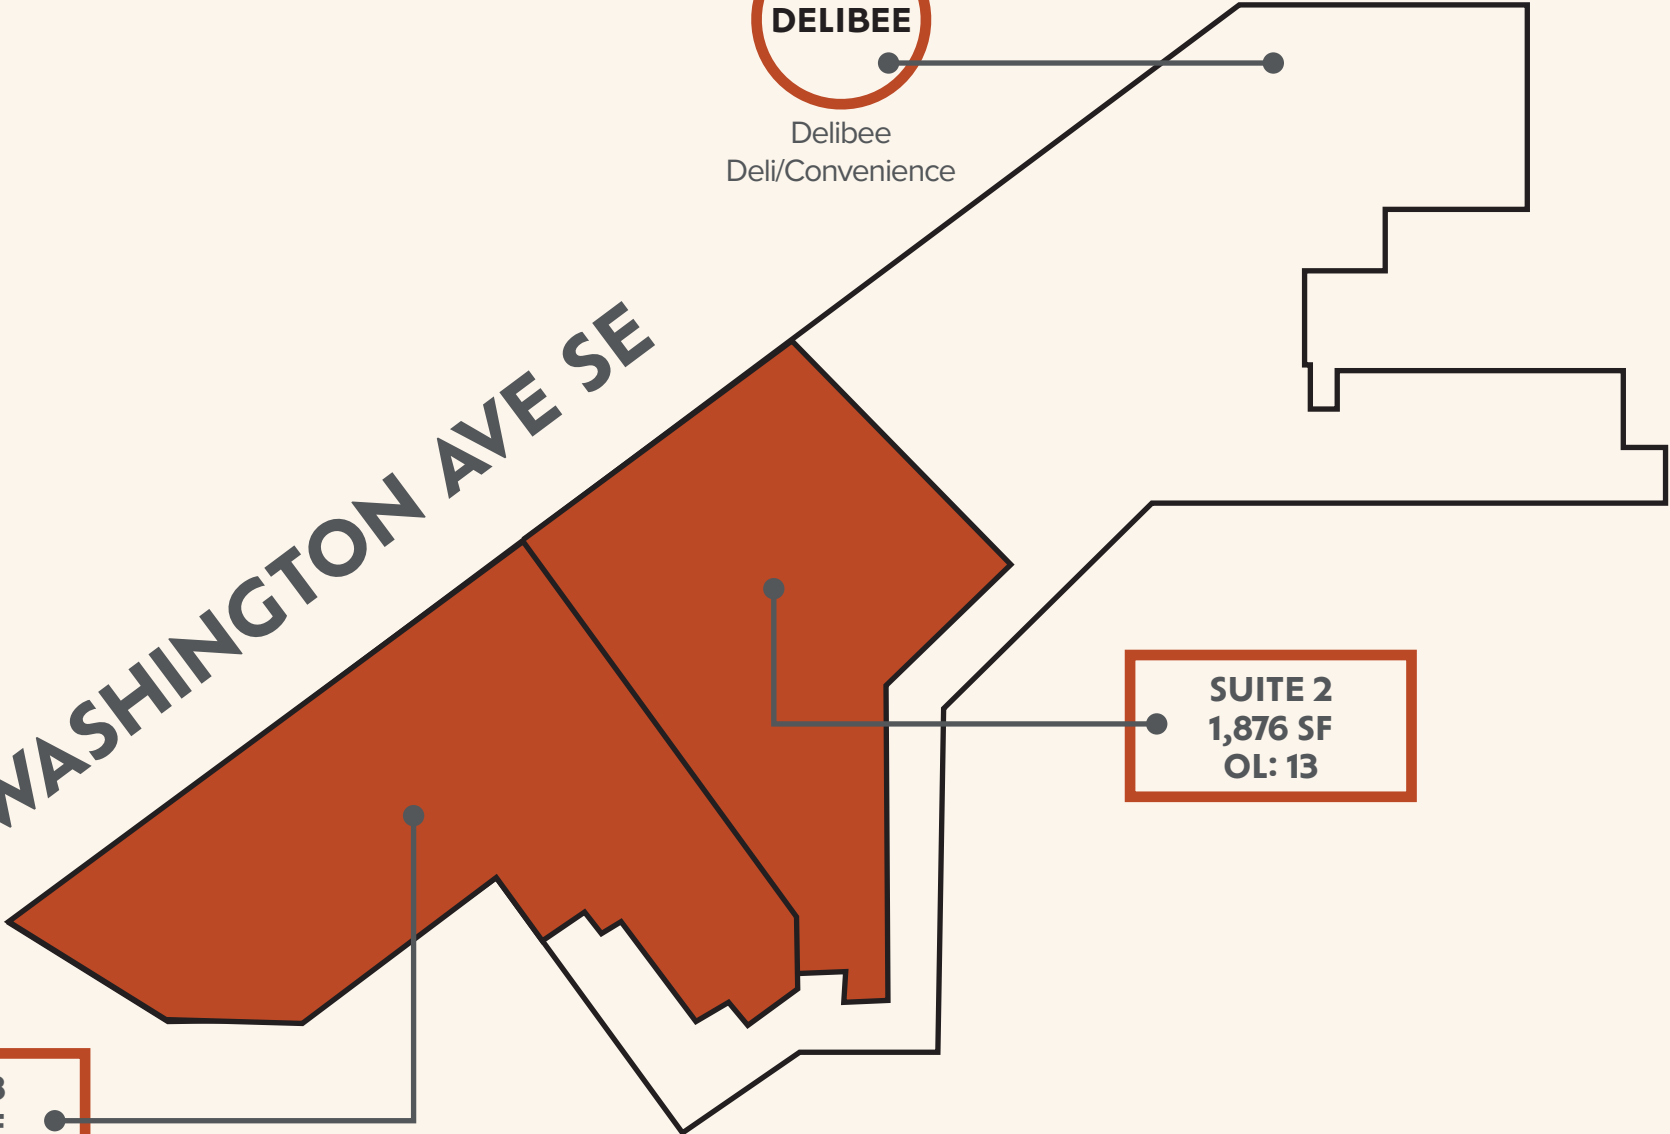 DELIBEE
Delibee
Deli/Convenience
WASHINGTON AVE SE
SUITE 2
1,876 SF
OL: 13